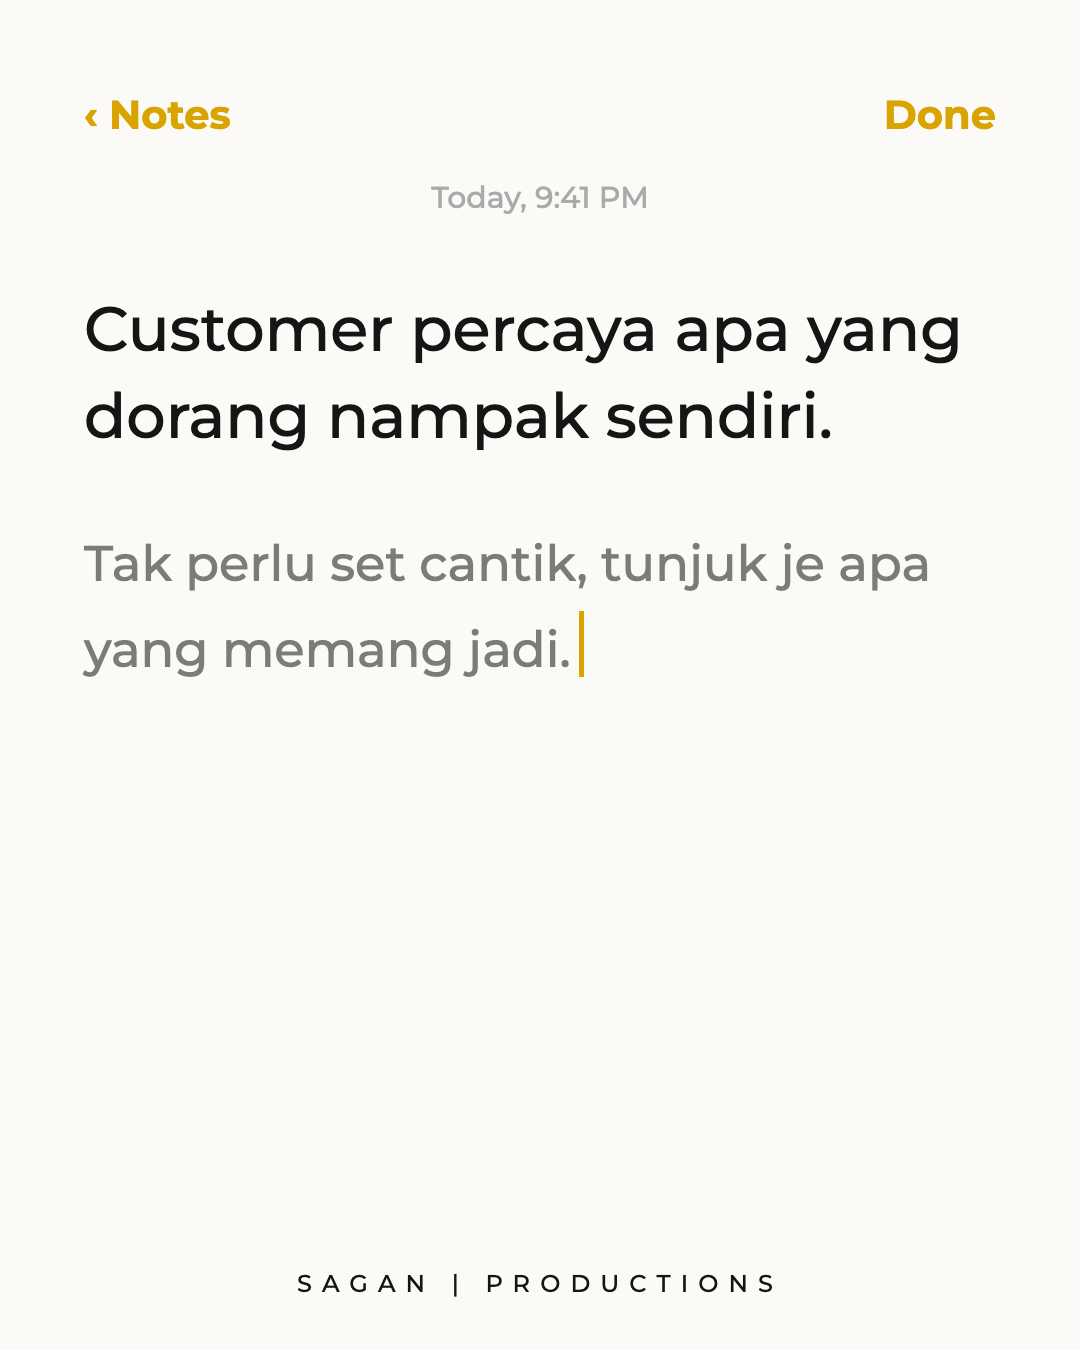 ‹ Notes
Done
Today, 9:41 PM
Customer percaya apa yang
dorang nampak sendiri.
Tak perlu set cantik, tunjuk je apa
yang memang jadi.
SAGAN | PRODUCTIONS